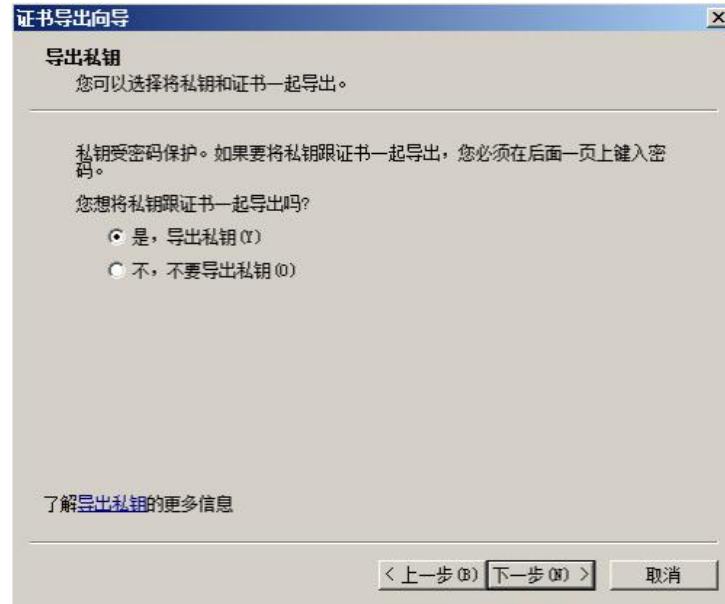 证书导出向导
导出私钥
您可以选择将私钥和证书一起导出。
私钥受密码保护。如果要将私钥跟证书一起导出，您必须在后面一页上键入密
码。
您想将私钥跟证书一起导出吗?
是，导出私钥(Y)
不，不要导出私钥(O)
了解导出私钥的更多信息
< 上一步(B) 下一步(N) > 取消